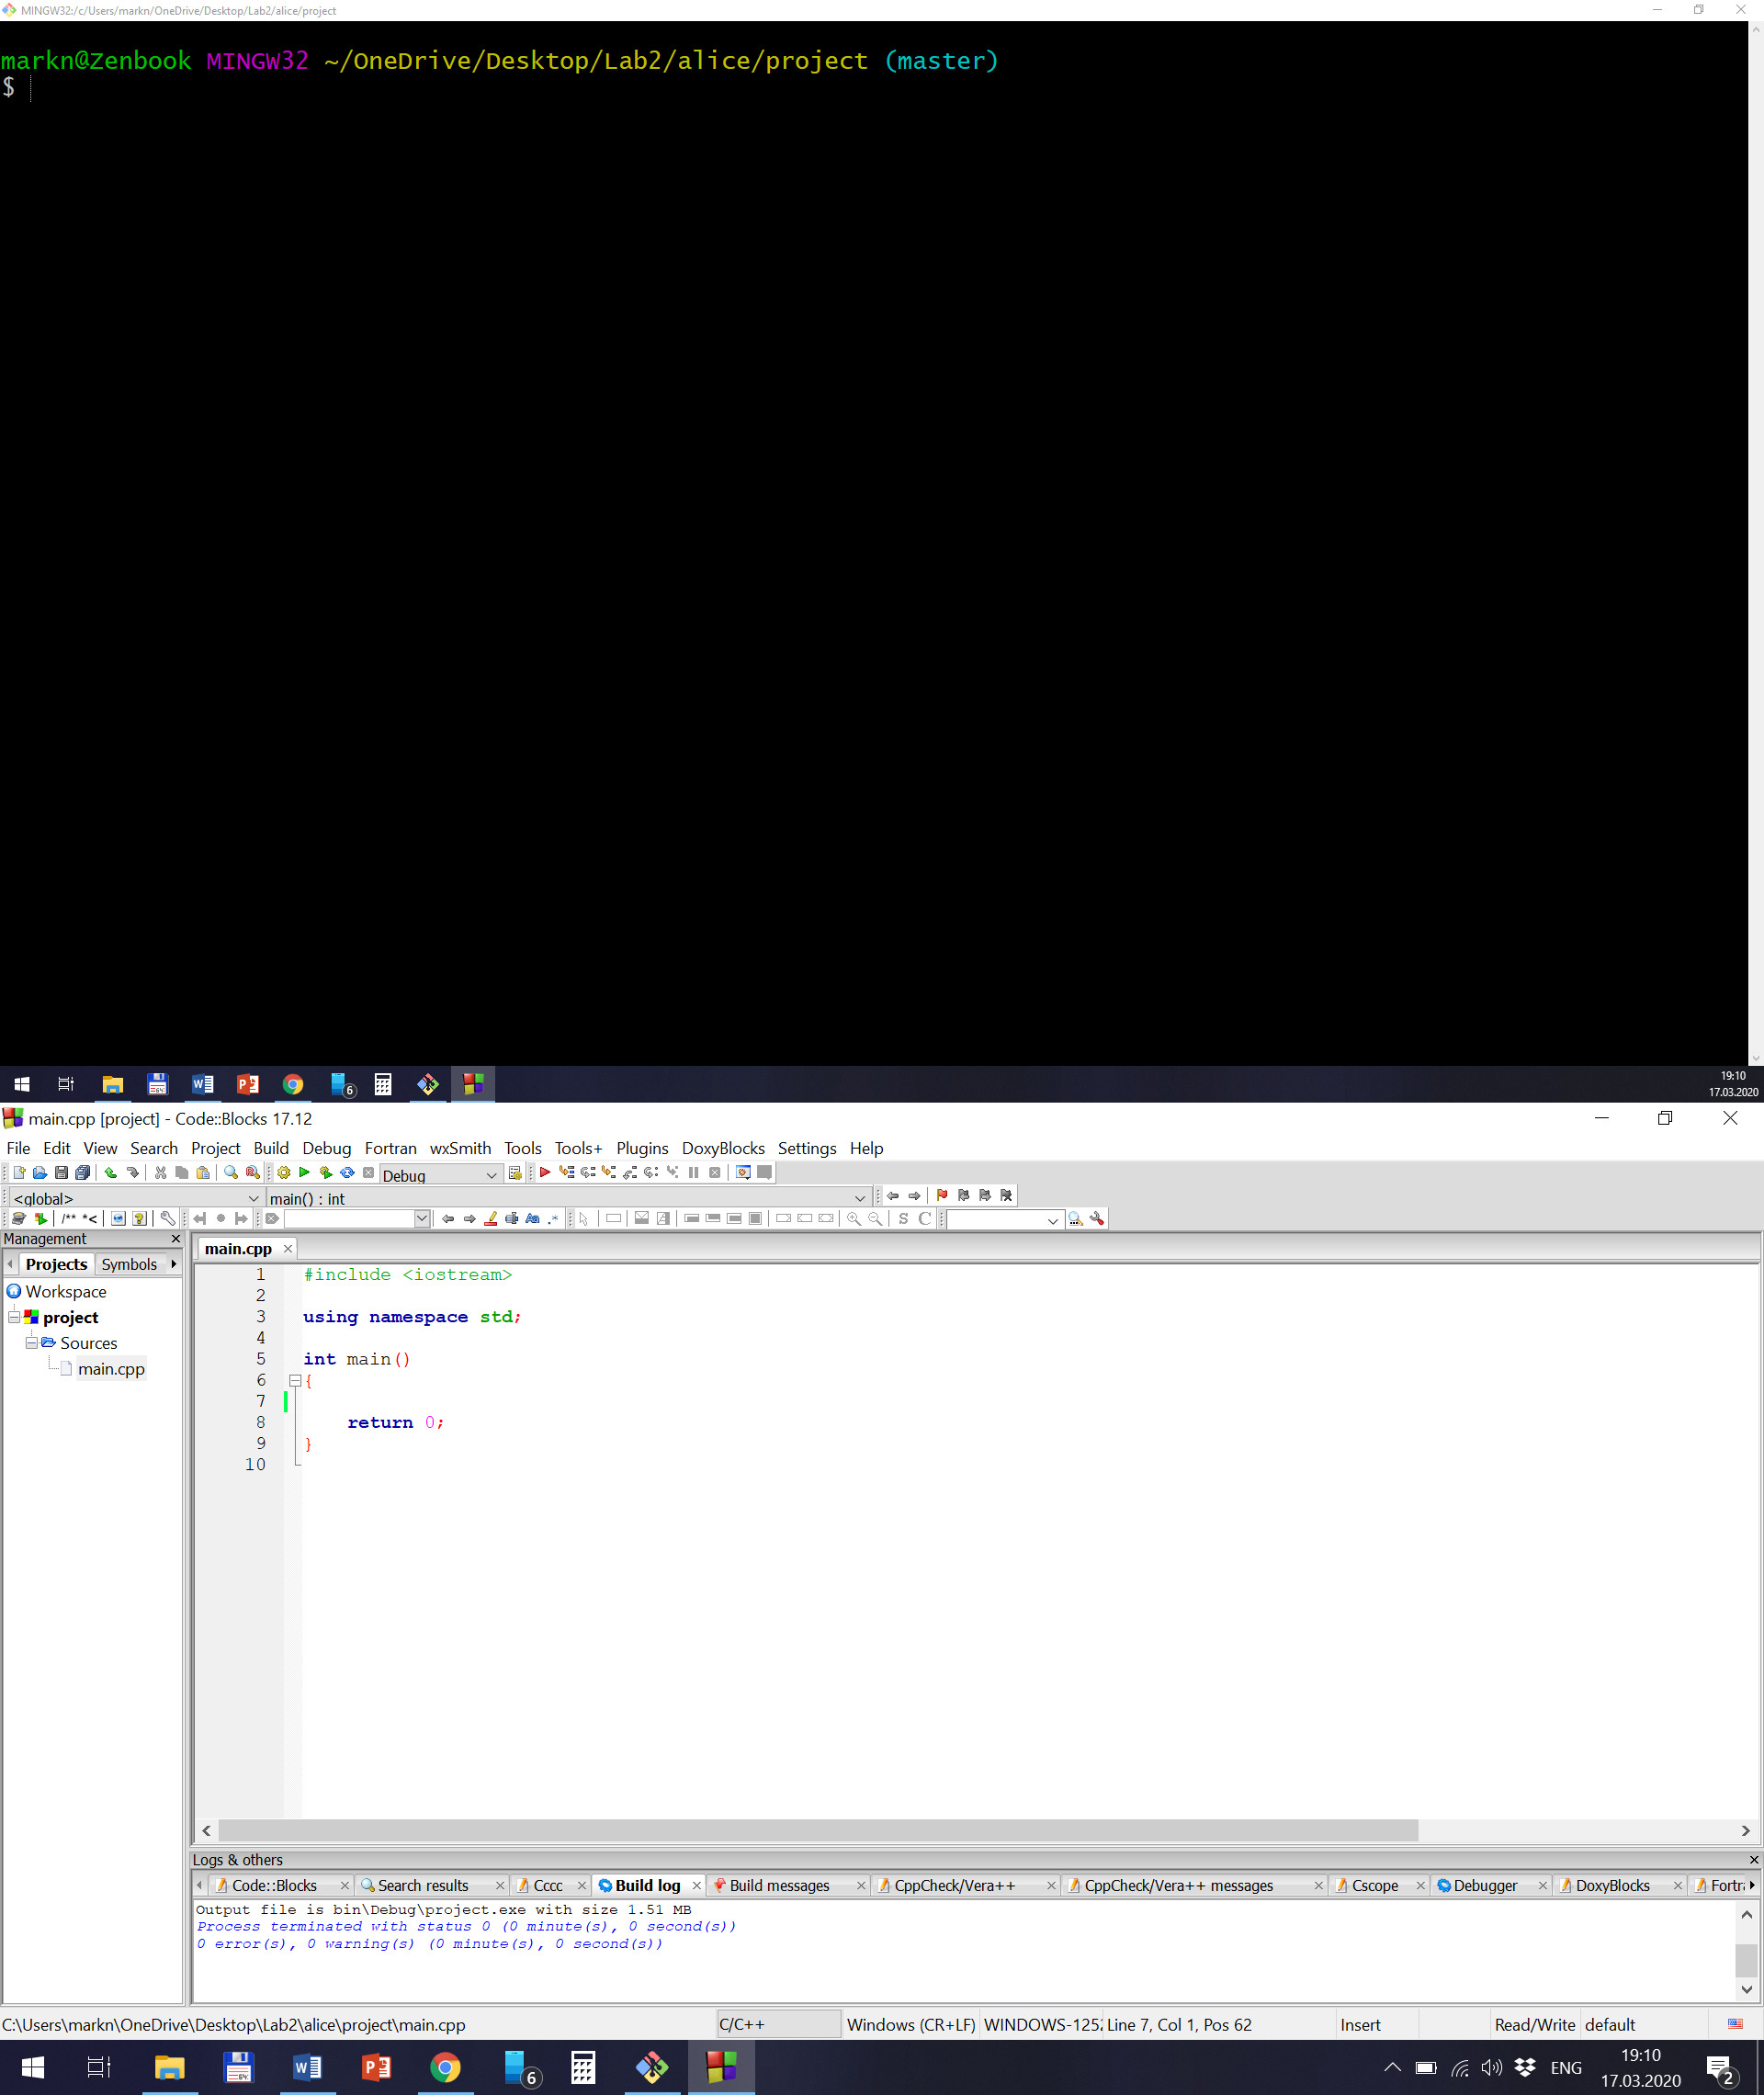 MINGW32:/c/Users/markn/OneDrive/Desktop/Lab2/alice/project
markn@Zenbook MINGW32 ~/OneDrive/Desktop/Lab2/alice/project (master)
$
6
19:10
17.03.2020
main.cpp [project] - Code::Blocks 17.12
File Edit View Search Project Build Debug Fortran wxSmith Tools Tools+ Plugins DoxyBlocks Settings Help
Debug
<global> main() : int
/** *<
S C
Management
Projects Symbols
Workspace
project
Sources
main.cpp
main.cpp
1 #include <iostream>
2
3 using namespace std;
4
5 int main()
6 {
7
8 return 0;
9 }
10
Logs & others
Code::Blocks Search results Cccc Build log Build messages CppCheck/Vera++ CppCheck/Vera++ messages Cscope Debugger DoxyBlocks Fortr
Output file is bin\Debug\project.exe with size 1.51 MB
Process terminated with status 0 (0 minute(s), 0 second(s))
0 error(s), 0 warning(s) (0 minute(s), 0 second(s))
C:\Users\markn\OneDrive\Desktop\Lab2\alice\project\main.cpp C/C++ Windows (CR+LF) WINDOWS-1252 Line 7, Col 1, Pos 62 Insert Read/Write default
6
ENG
19:10
17.03.2020
2